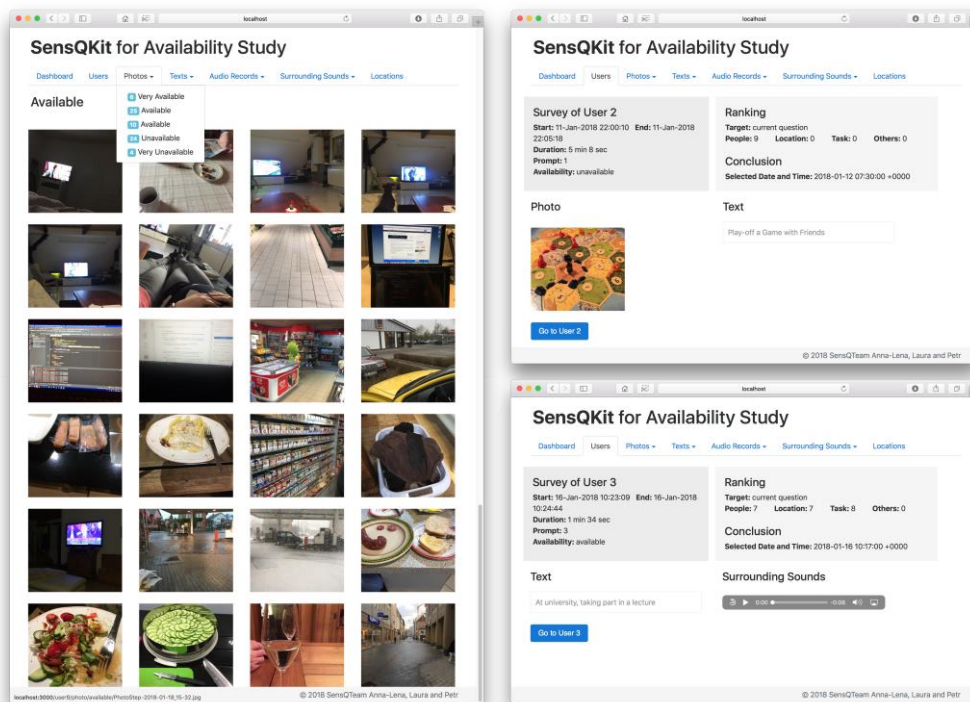 localhost
SensQKit for Availability Study
Dashboard Users Photos Texts Audio Records Surrounding Sounds Locations
Available
Very Available
Available
10 Available
Unavailable
Very Unavailable
localhost:3000/user6/photo/available/PhotoStep-2018-01-18_15-32.jpg
© 2018 SensQTeam Anna-Lena, Laura and Petr
localhost
SensQKit for Availability Study
Dashboard Users Photos Texts Audio Records Surrounding Sounds Locations
Survey of User 2
Start: 11-Jan-2018 22:00:10 End: 11-Jan-2018
22:05:18
Duration: 5 min 8 sec
Prompt: 1
Availability: unavailable
Ranking
Target: current question
People: 9 Location: 0 Task: 0 Others: 0
Conclusion
Selected Date and Time: 2018-01-12 07:30:00 +0000
Photo
Text
Play-off a Game with Friends
Go to User 2
© 2018 SensQTeam Anna-Lena, Laura and Petr
localhost
SensQKit for Availability Study
Dashboard Users Photos Texts Audio Records Surrounding Sounds Locations
Survey of User 3
Start: 16-Jan-2018 10:23:09 End: 16-Jan-2018
10:24:44
Duration: 1 min 34 sec
Prompt: 3
Availability: available
Ranking
Target: current question
People: 7 Location: 7 Task: 8 Others: 0
Conclusion
Selected Date and Time: 2018-01-16 10:17:00 +0000
Text
At university, taking part in a lecture
Surrounding Sounds
0:00 -0:08
Go to User 3
© 2018 SensQTeam Anna-Lena, Laura and Petr